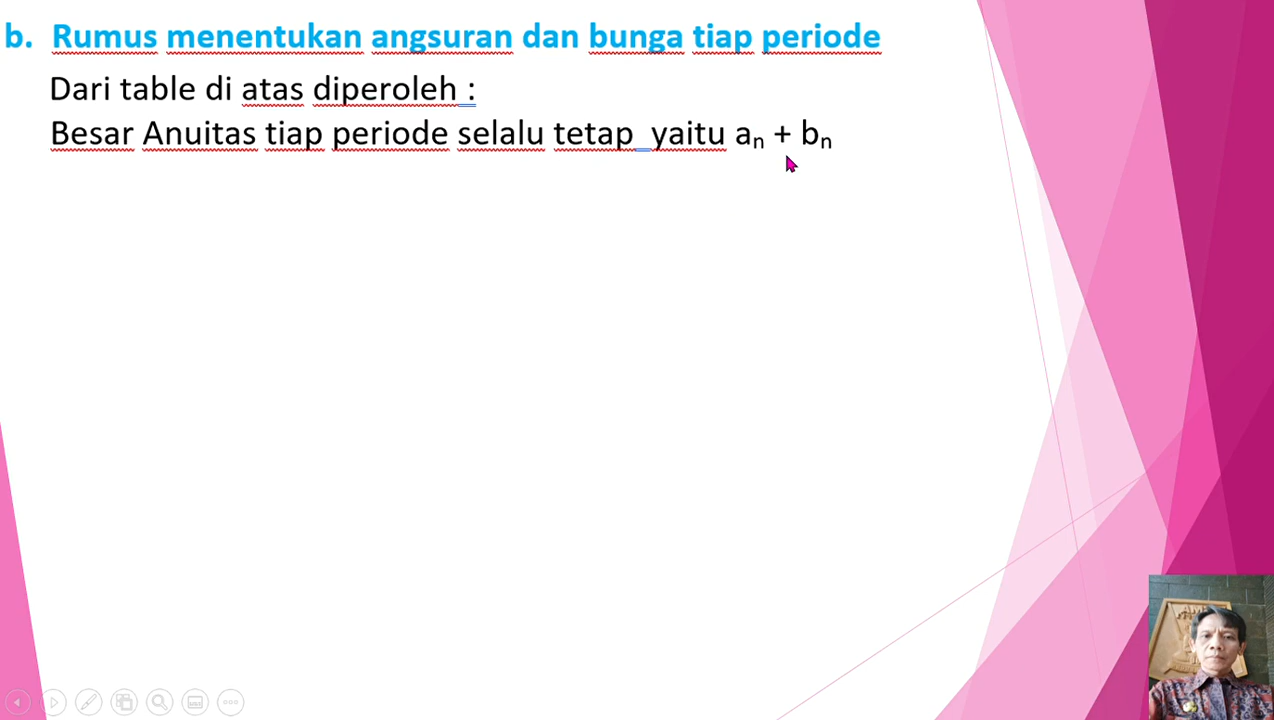 b. Rumus menentukan angsuran dan bunga tiap periode
Dari table di atas diperoleh :
Besar Anuitas tiap periode selalu tetap yaitu aₙ + bₙ